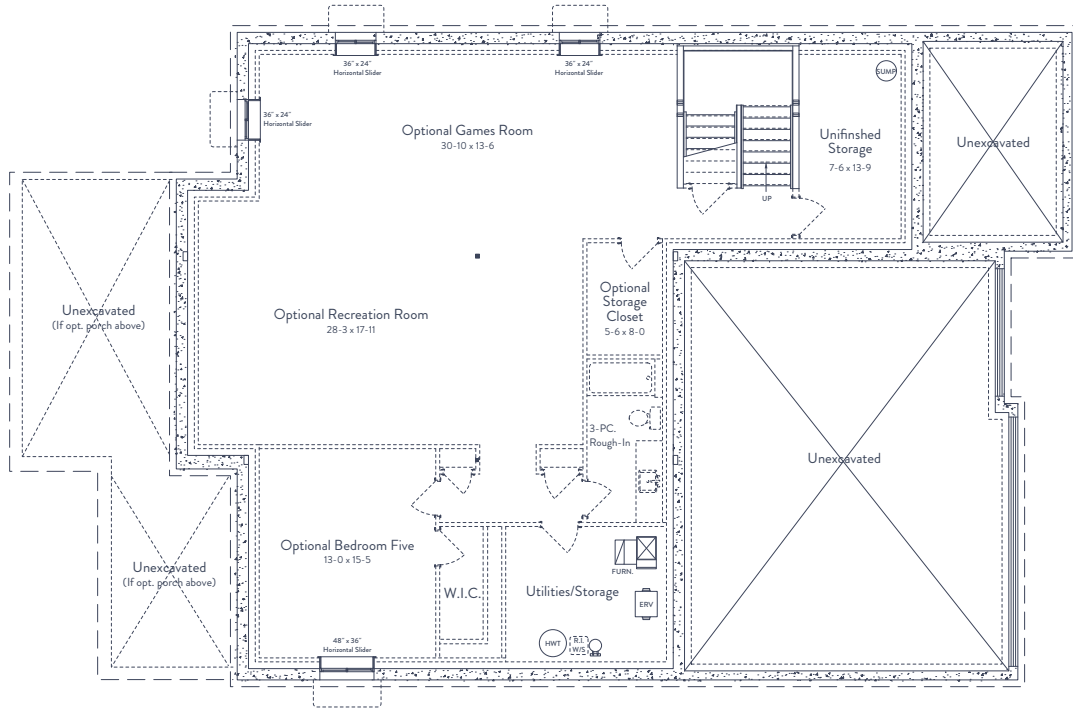 36" x 24"
Horizontal Slider
36" x 24"
Horizontal Slider
SUMP
36" x 24"
Horizontal Slider
Optional Games Room
30-10 x 13-6
Unfinshed
Storage
7-6 x 13-9
Unexcavated
UP
Optional
Storage
Closet
5-6 x 8-0
Unexcavated
(If opt. porch above)
Optional Recreation Room
28-3 x 17-11
3-PC.
Rough-In
Unexcavated
Optional Bedroom Five
13-0 x 15-5
Unexcavated
(If opt. porch above)
FURN.
W.I.C.
Utilities/Storage
ERV
48" x 36"
Horizontal Slider
HWT
R.I.
W/S